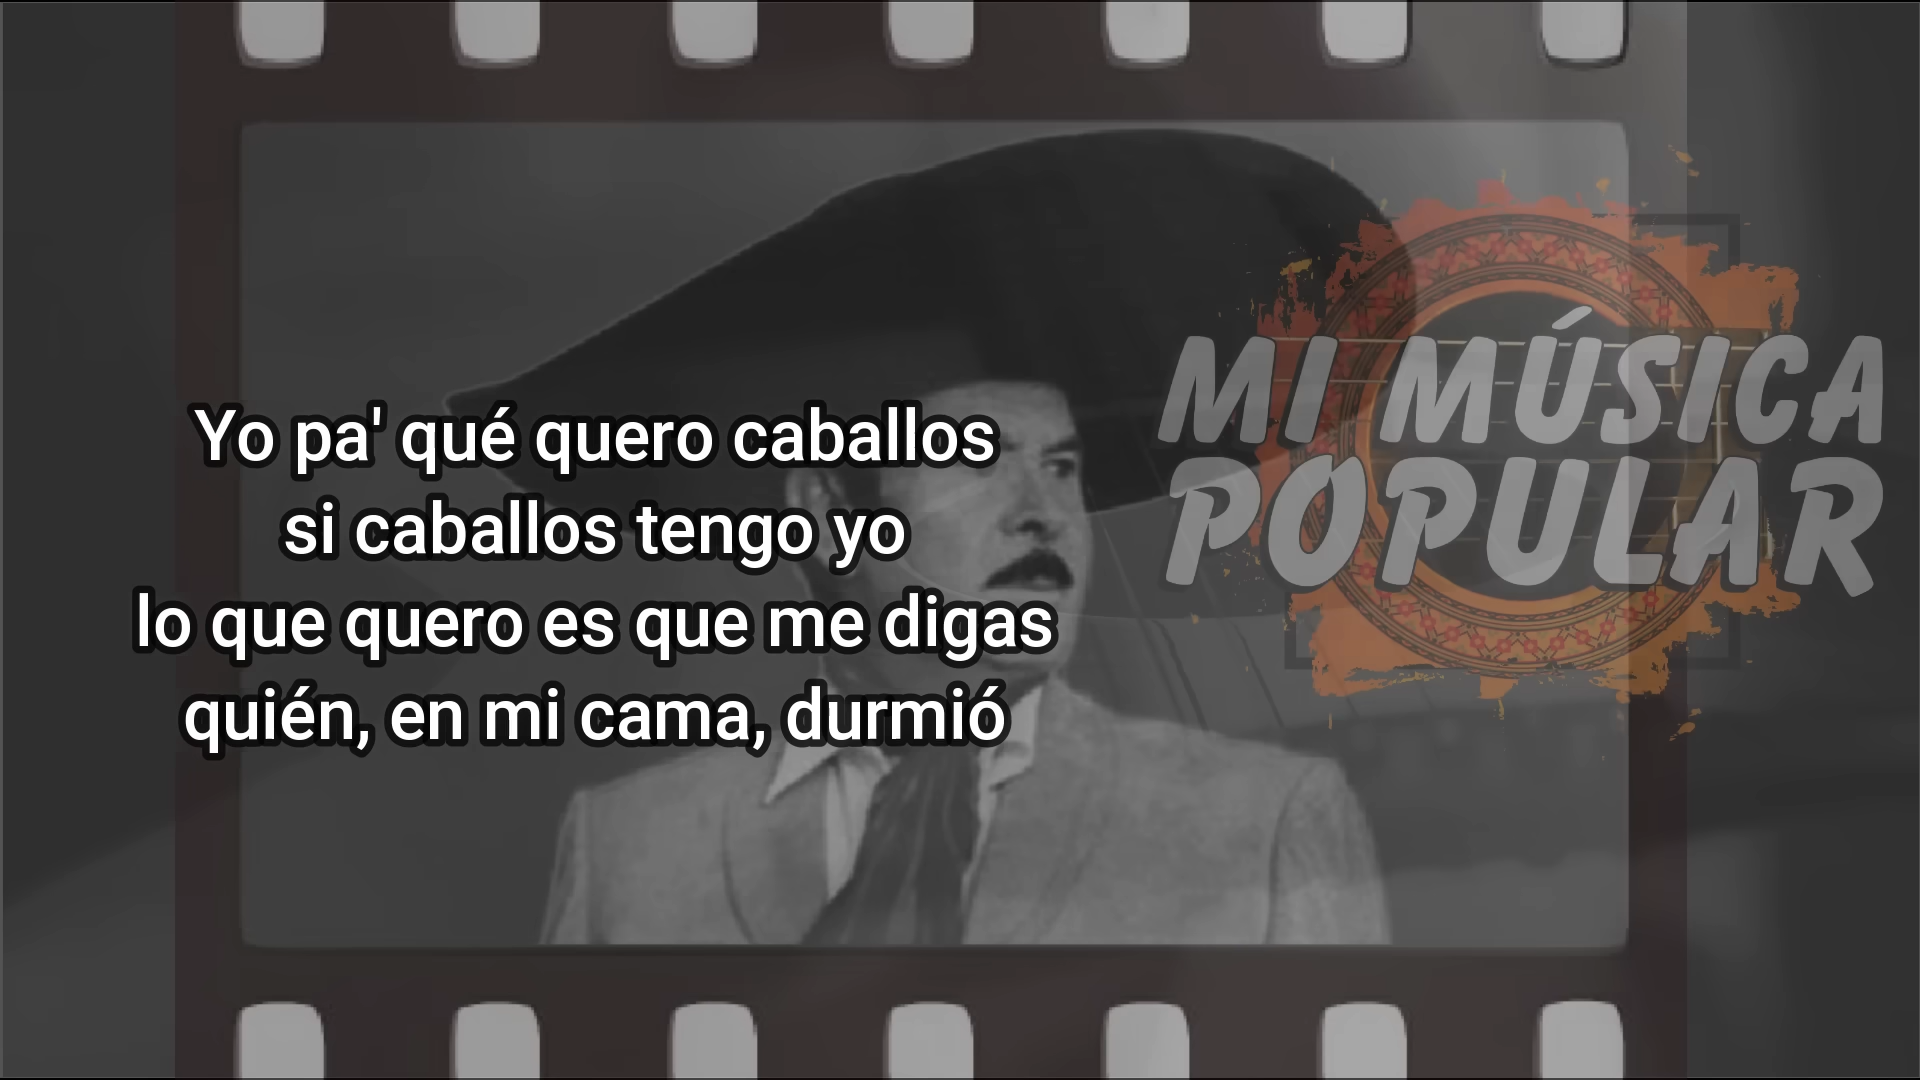 Yo pa' qué quero caballos
si caballos tengo yo
lo que quero es que me digas
quién, en mi cama, durmió
MI MÚSICA
POPULAR